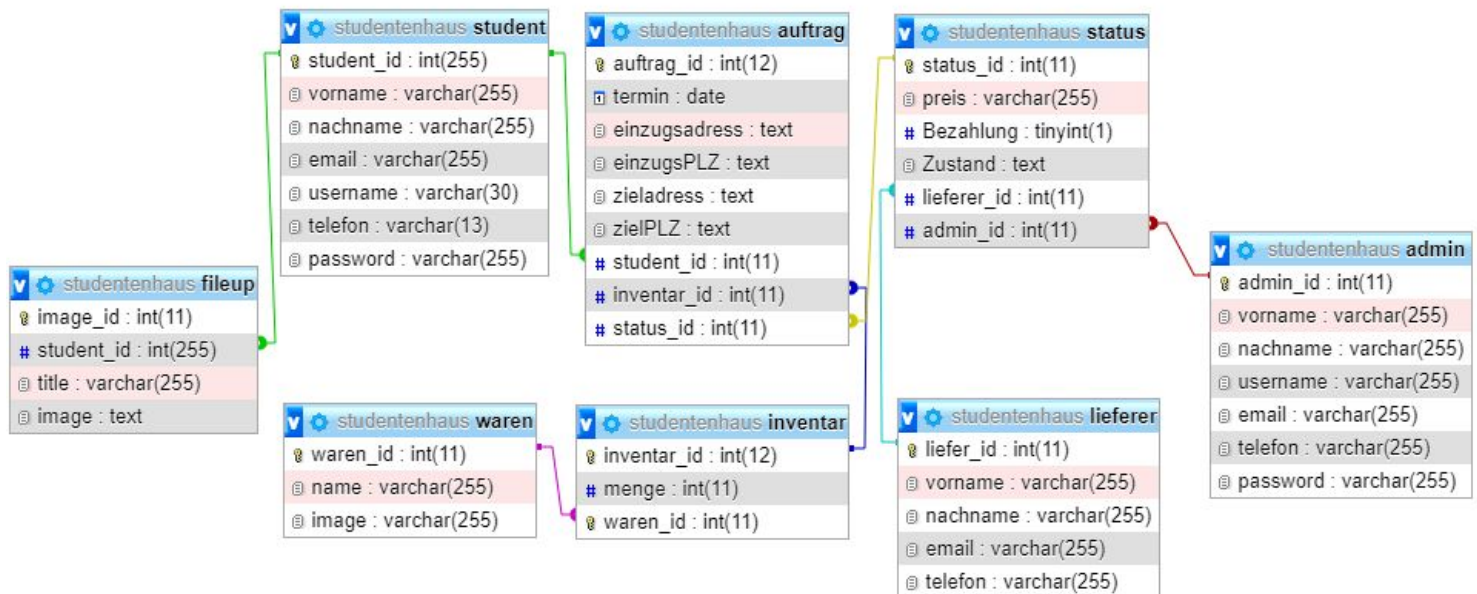 studentenhaus student
student_id : int(255)
vorname : varchar(255)
nachname : varchar(255)
email : varchar(255)
username : varchar(30)
telefon : varchar(13)
password : varchar(255)
studentenhaus auftrag
auftrag_id : int(12)
termin : date
einzugsadress : text
einzugsPLZ : text
zieladress : text
zielPLZ : text
student_id : int(11)
inventar_id : int(11)
status_id : int(11)
studentenhaus status
status_id : int(11)
preis : varchar(255)
Bezahlung : tinyint(1)
Zustand : text
lieferer_id : int(11)
admin_id : int(11)
studentenhaus admin
admin_id : int(11)
vorname : varchar(255)
nachname : varchar(255)
username : varchar(255)
email : varchar(255)
telefon : varchar(255)
password : varchar(255)
studentenhaus fileup
image_id : int(11)
student_id : int(255)
title : varchar(255)
image : text
studentenhaus waren
waren_id : int(11)
name : varchar(255)
image : varchar(255)
studentenhaus inventar
inventar_id : int(12)
menge : int(11)
waren_id : int(11)
studentenhaus lieferer
liefer_id : int(11)
vorname : varchar(255)
nachname : varchar(255)
email : varchar(255)
telefon : varchar(255)